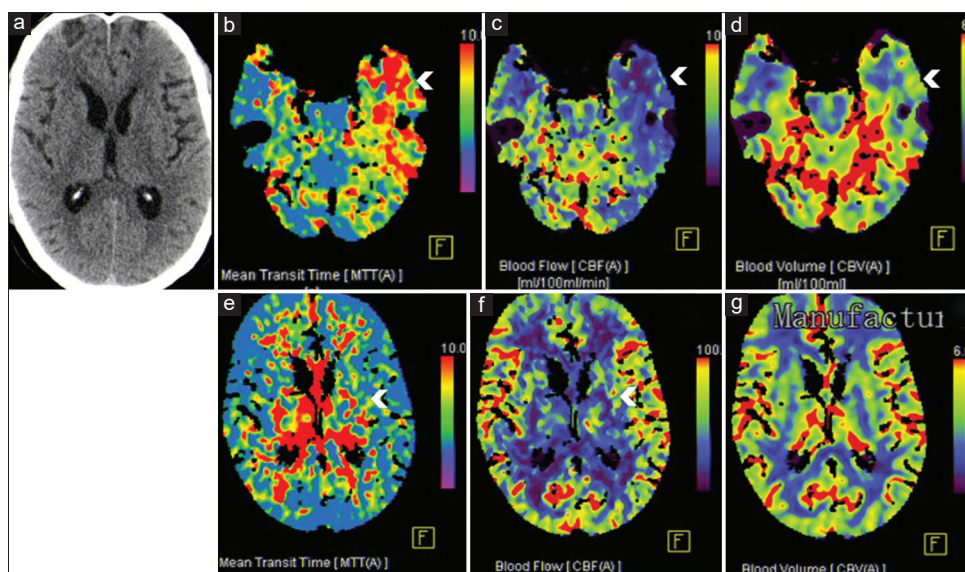 a
b
c
d
10.
10
Mean Transit Time [ MTT(A) ]
Blood Flow [ CBF(A) ]
[ml/100ml/min]
Blood Volume [ CBV(A) ]
[ml/100ml]
F
F
F
e
f
g
Manufactur
10.0
100.
6.
F
F
F
Mean Transit Time [ MTT(A) ]
Blood Flow [ CBF(A) ]
Blood Volume [ CBV(A) ]